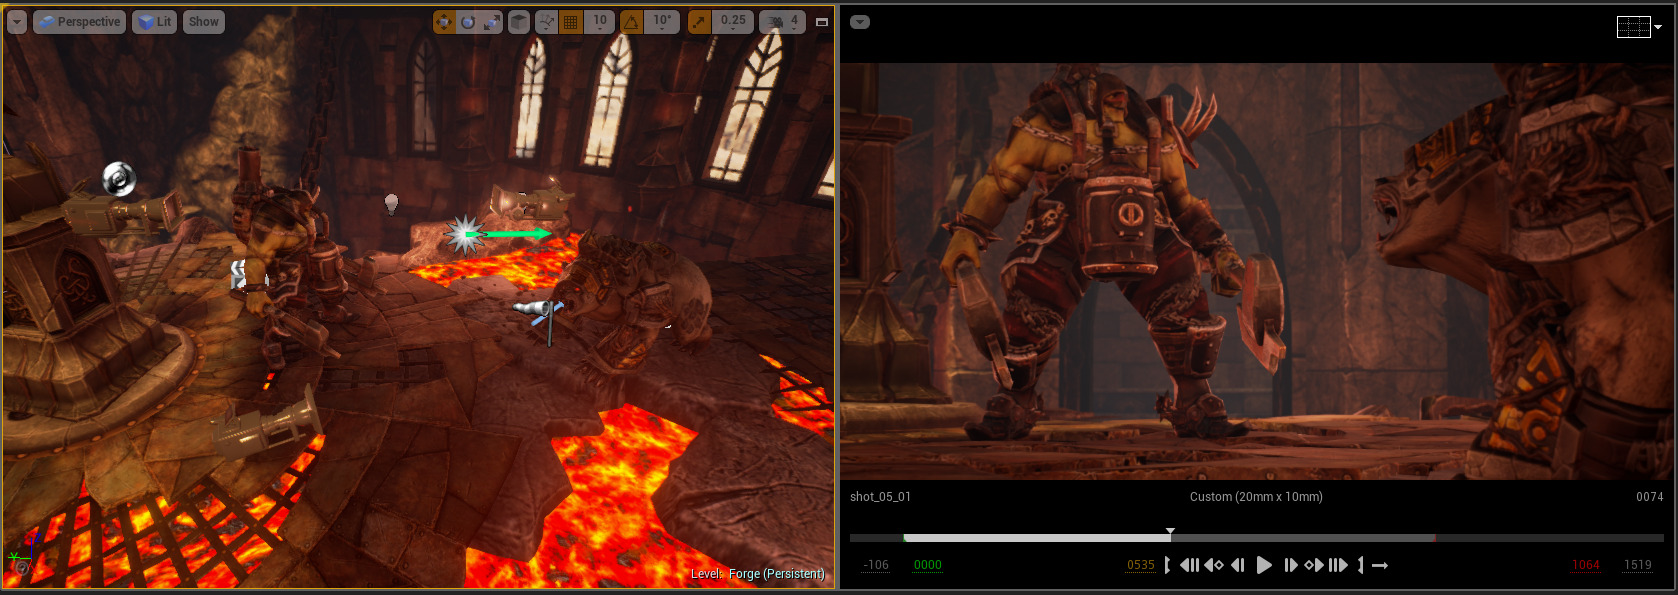 Perspective Lit Show 10 10° 0.25 4
Level: Forge (Persistent)
shot_05_01 Custom (20mm x 10mm) 0074
-106 0000 0535 1064 1519